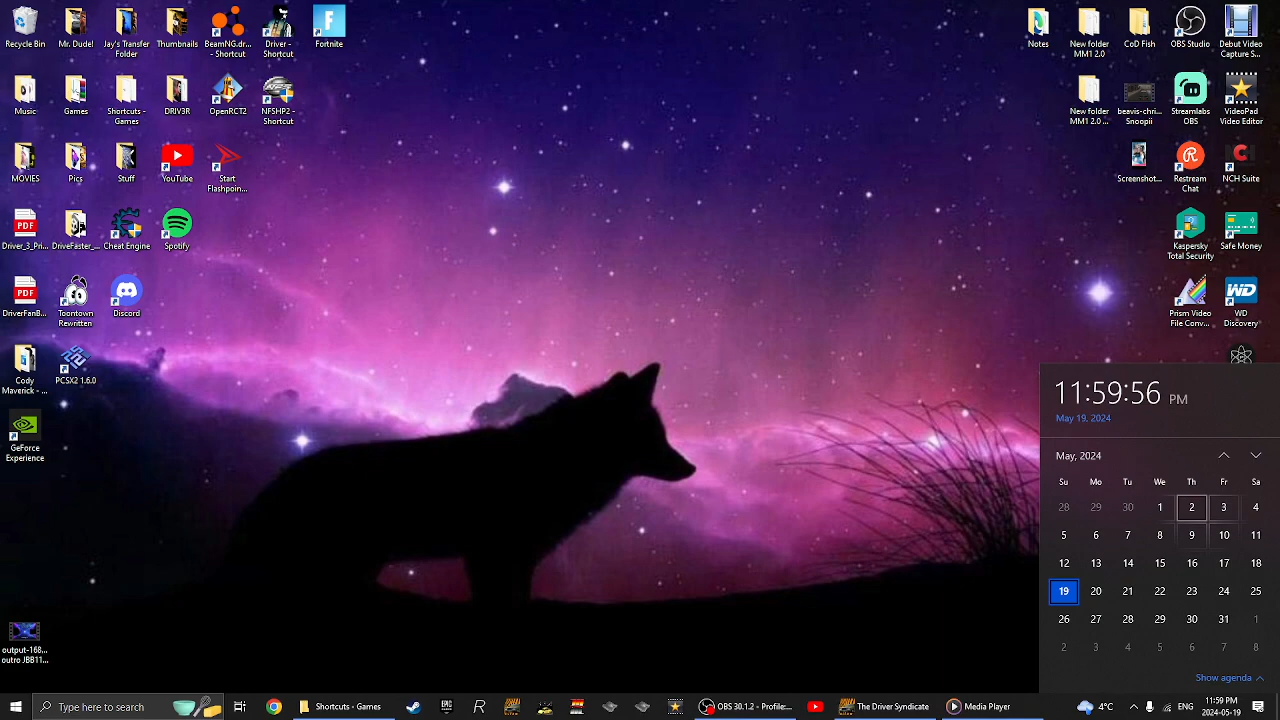 Recycle Bin
Mr. Dude!
Jay's Transfer
Folder
Thumbnails
BeamNG.dr...
- Shortcut
Driver -
Shortcut
F
Fortnite
Notes
New folder
MM1 2.0
CoD Fish
OBS Studio
Debut Video
Capture S...
Music
Games
Shortcuts -
Games
DRIV3R
OpenRCT2
NFSHP2 -
Shortcut
New folder
MM1 2.0 ...
beavis-chin...
Snoopii
Streamlabs
OBS
VideoPad
Video Editor
MOVIES
Pics
Stuff
YouTube
Start
Flashpoin...
Screenshot...
Restream
Chat
NCH Suite
PDF
Driver_3_Pri...
DriveFaster_...
Cheat Engine
Spotify
Kaspersky
Total Security
Safe Money
PDF
DriverFanB...
Toontown
Rewritten
Discord
Prism Video
File Conv...
WD
WD
Discovery
Cody
Maverick - ...
PCSX2 1.6.0
GeForce
Experience
output-168...
outro JBB11...
11:59:56 PM
May 19, 2024
May, 2024
Su Mo Tu We Th Fr Sa
28 29 30 1 2 3 4
5 6 7 8 9 10 11
12 13 14 15 16 17 18
19 20 21 22 23 24 25
26 27 28 29 30 31 1
2 3 4 5 6 7 8
Show agenda
Type here to search
Shortcuts - Games
EPIC
GAMES
R
OBS 30.1.2 - Profile:...
The Driver Syndicate
Media Player
4°C
ENG
11:59 PM
2024-05-19